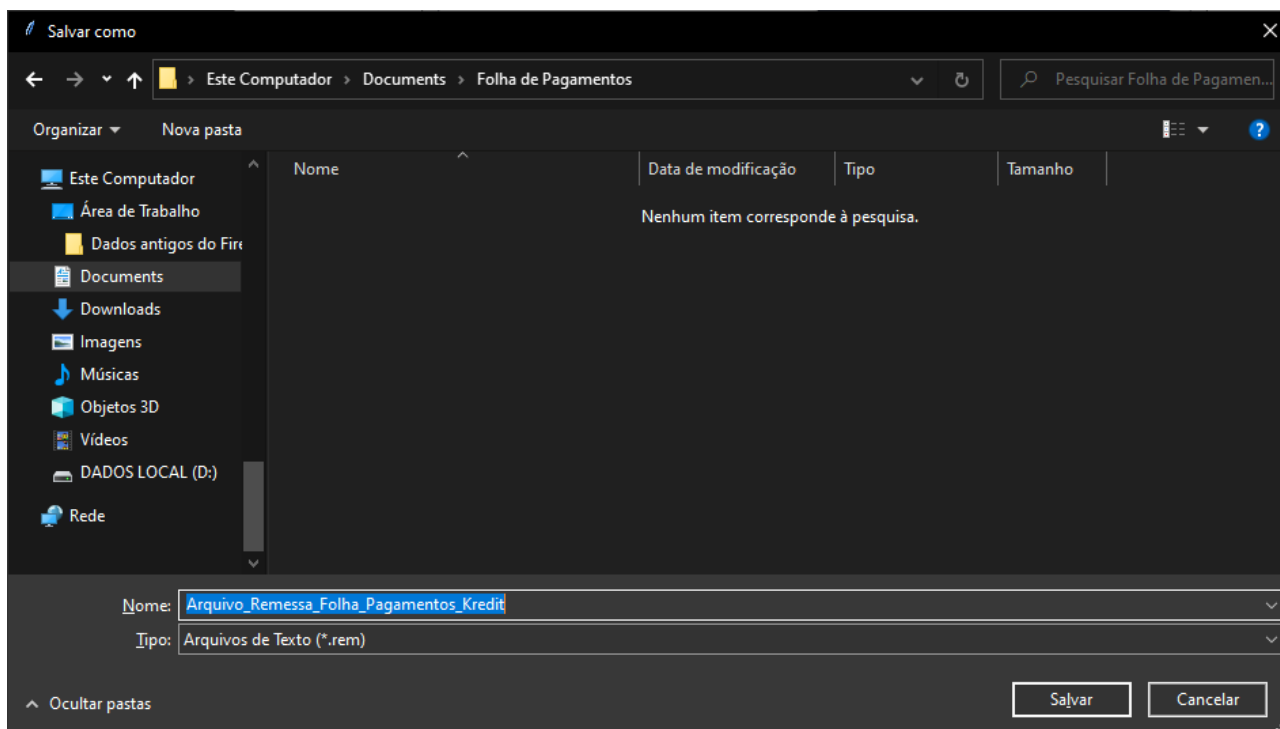 Salvar como
Este Computador > Documents > Folha de Pagamentos
Pesquisar Folha de Pagamen...
Organizar
Nova pasta
Nome
Data de modificação
Tipo
Tamanho
Nenhum item corresponde à pesquisa.
Este Computador
Área de Trabalho
Dados antigos do Fire
Documents
Downloads
Imagens
Músicas
Objetos 3D
Vídeos
DADOS LOCAL (D:)
Rede
Nome: Arquivo_Remessa_Folha_Pagamentos_Kredit
Tipo: Arquivos de Texto (*.rem)
Ocultar pastas
Salvar
Cancelar